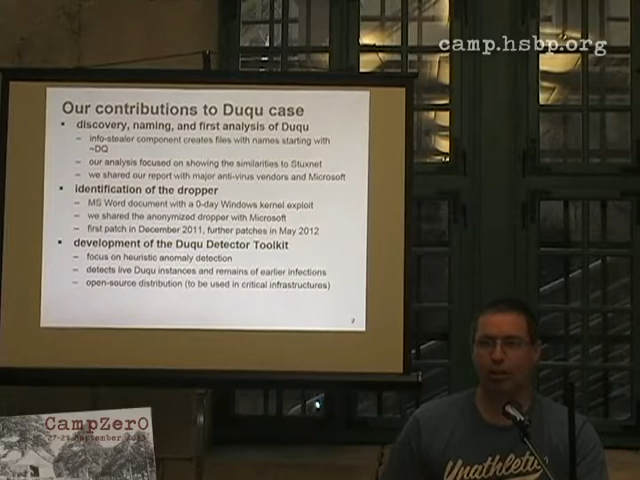 camp.hsbp.org
Our contributions to Duqu case
▪ discovery, naming, and first analysis of Duqu
– info-stealer component creates files with names starting with
~DQ
– our analysis focused on showing the similarities to Stuxnet
– we shared our report with major anti-virus vendors and Microsoft
▪ identification of the dropper
– MS Word document with a 0-day Windows kernel exploit
– we shared the anonymized dropper with Microsoft
– first patch in December 2011, further patches in May 2012
▪ development of the Duqu Detector Toolkit
– focus on heuristic anomaly detection
– detects live Duqu instances and remains of earlier infections
– open-source distribution (to be used in critical infrastructures)
CampZer0
September
Unathletic